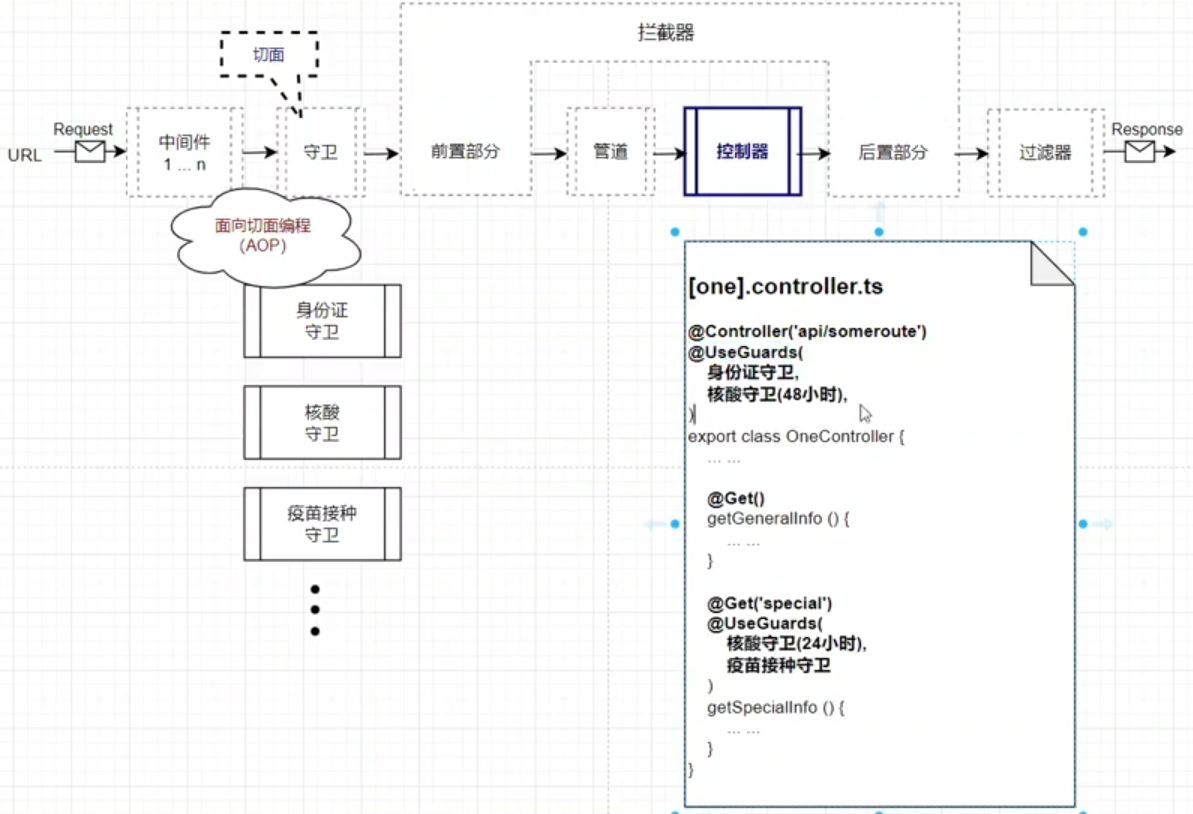 拦截器
切面
Request
Response
URL
中间件
1 ... n
守卫
前置部分
管道
控制器
后置部分
过滤器
面向切面编程
(AOP)
身份证
守卫
核酸
守卫
疫苗接种
守卫
[one].controller.ts
@Controller('api/someroute')
@UseGuards(
身份证守卫,
核酸守卫(48小时),
)
export class OneController {
... ...
@Get()
getGeneralInfo () {
... ...
}
@Get('special')
@UseGuards(
核酸守卫(24小时),
疫苗接种守卫
)
getSpecialInfo () {
... ...
}
}